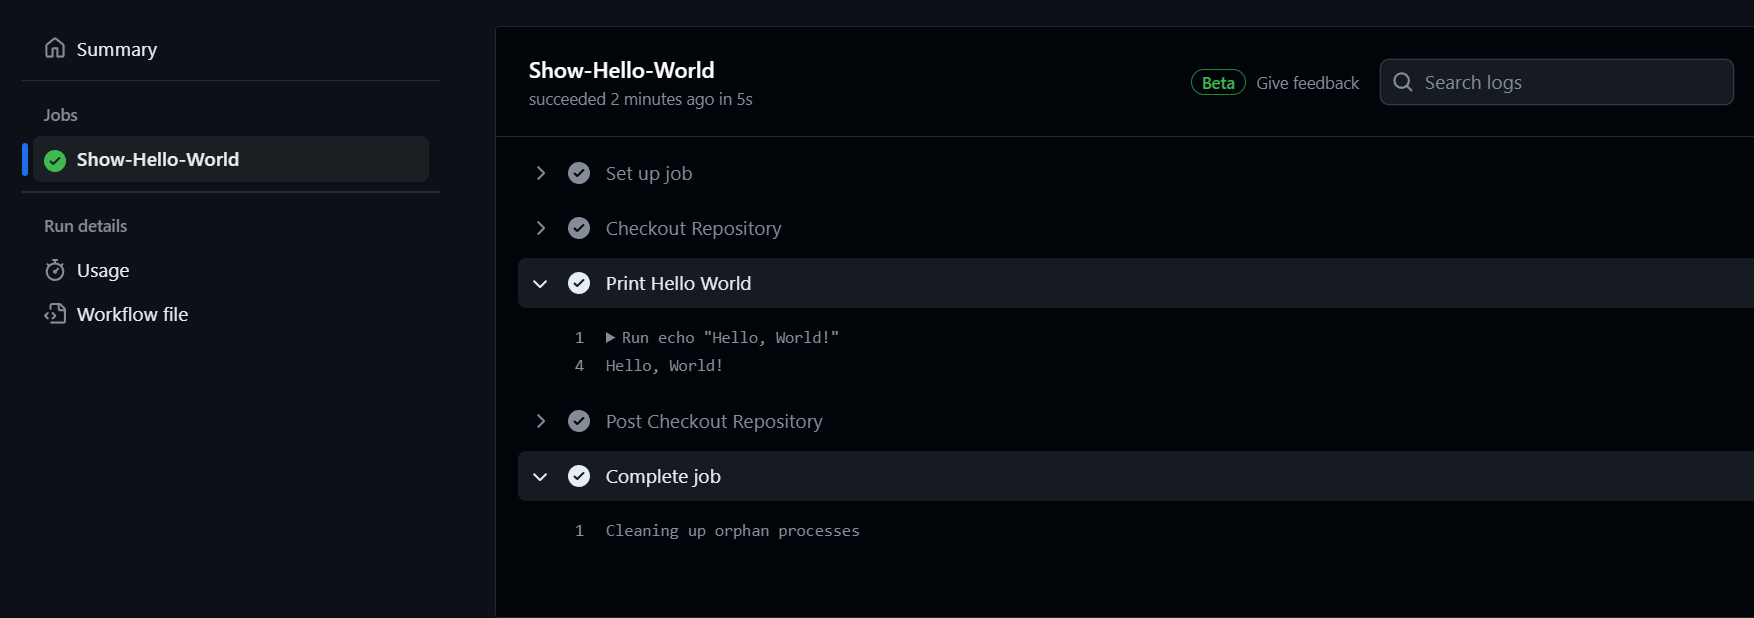 Summary
Jobs
Show-Hello-World
Run details
Usage
Workflow file
Show-Hello-World
succeeded 2 minutes ago in 5s
Beta Give feedback
Search logs
Set up job
Checkout Repository
Print Hello World
1 Run echo "Hello, World!"
4 Hello, World!
Post Checkout Repository
Complete job
1 Cleaning up orphan processes